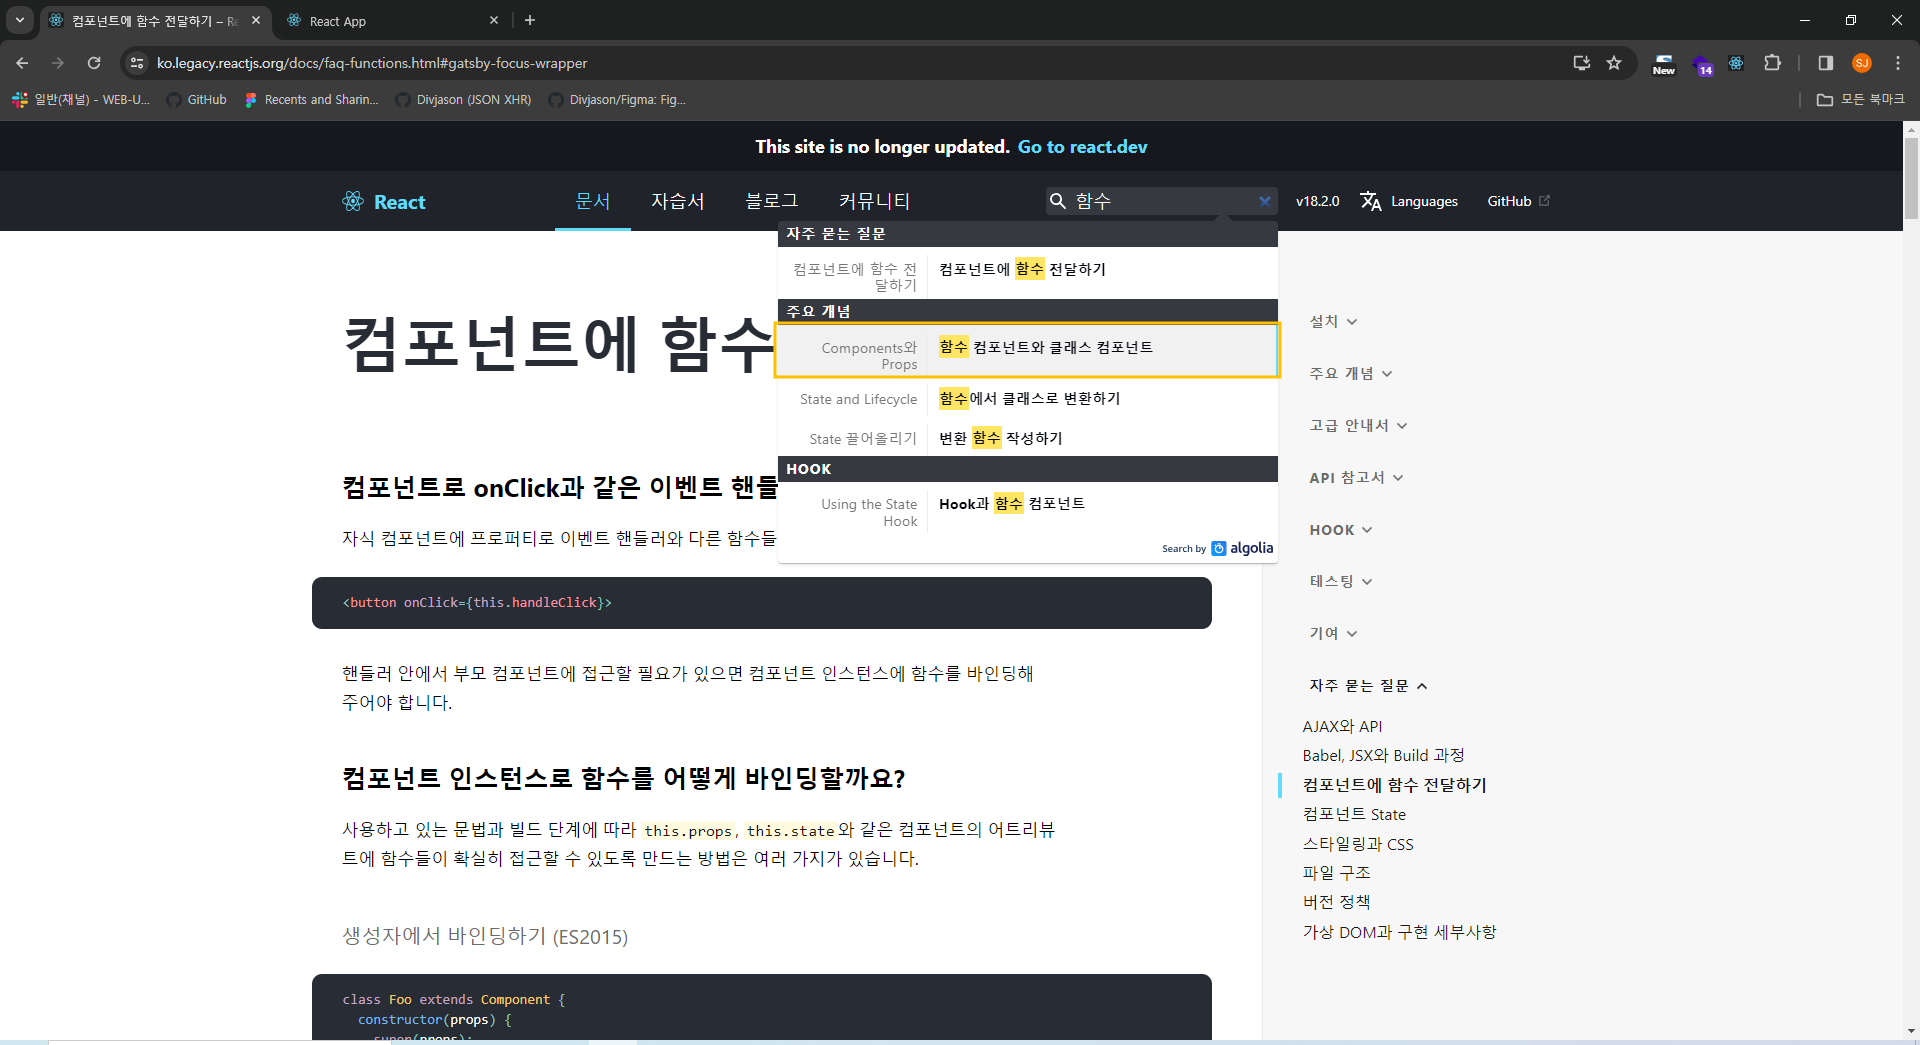 컴포넌트에 함수 전달하기 – Re
React App
ko.legacy.reactjs.org/docs/faq-functions.html#gatsby-focus-wrapper
New
14
SJ
일반(채널) - WEB-U...
GitHub
Recents and Sharin...
Divjason (JSON XHR)
Divjason/Figma: Fig...
모든 북마크
This site is no longer updated. Go to react.dev
React
문서
자습서
블로그
커뮤니티
함수
v18.2.0
Languages
GitHub
자주 묻는 질문
컴포넌트에 함수 전
달하기
컴포넌트에 함수 전달하기
주요 개념
Components와
Props
함수 컴포넌트와 클래스 컴포넌트
State and Lifecycle
함수에서 클래스로 변환하기
State 끌어올리기
변환 함수 작성하기
HOOK
Using the State
Hook
Hook과 함수 컴포넌트
Search by algolia
컴포넌트에 함수
컴포넌트로 onClick과 같은 이벤트 핸들
자식 컴포넌트에 프로퍼티로 이벤트 핸들러와 다른 함수들
<button onClick={this.handleClick}>
핸들러 안에서 부모 컴포넌트에 접근할 필요가 있으면 컴포넌트 인스턴스에 함수를 바인딩해
주어야 합니다.
컴포넌트 인스턴스로 함수를 어떻게 바인딩할까요?
사용하고 있는 문법과 빌드 단계에 따라 this.props, this.state와 같은 컴포넌트의 어트리뷰
트에 함수들이 확실히 접근할 수 있도록 만드는 방법은 여러 가지가 있습니다.
생성자에서 바인딩하기 (ES2015)
class Foo extends Component {
constructor(props) {
super(props);
설치
주요 개념
고급 안내서
API 참고서
HOOK
테스팅
기여
자주 묻는 질문
AJAX와 API
Babel, JSX와 Build 과정
컴포넌트에 함수 전달하기
컴포넌트 State
스타일링과 CSS
파일 구조
버전 정책
가상 DOM과 구현 세부사항